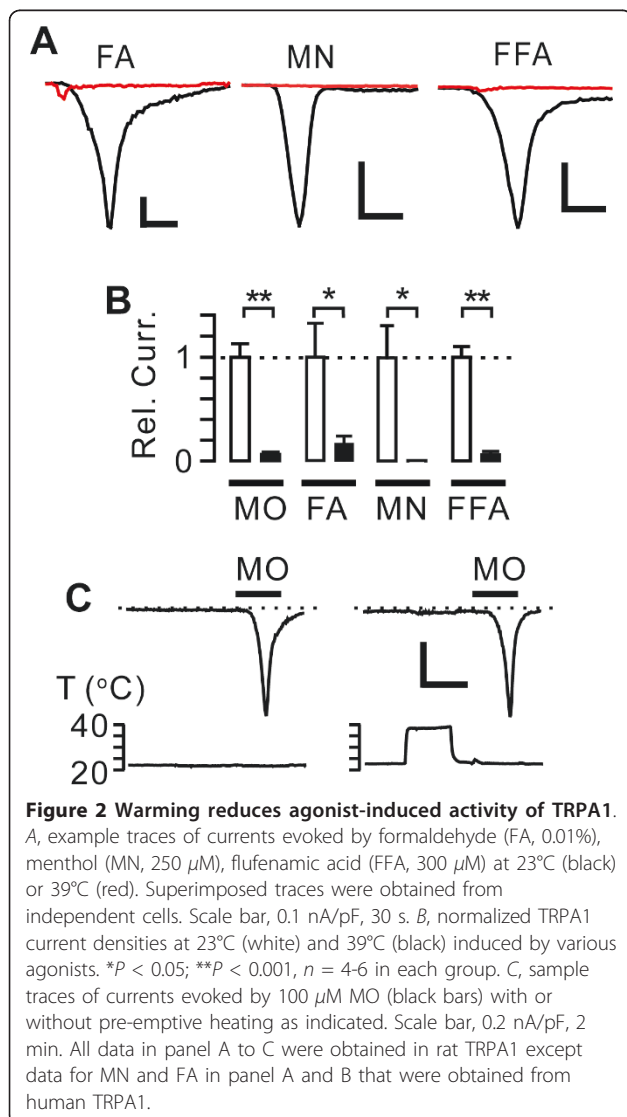 A
FA MN FFA
B
** * * **
Rel. Curr.
1
0
MO FA MN FFA
C
MO MO
T (°C)
40
20
Figure 2 Warming reduces agonist-induced activity of TRPA1.
A, example traces of currents evoked by formaldehyde (FA, 0.01%),
menthol (MN, 250 μM), flufenamic acid (FFA, 300 μM) at 23°C (black)
or 39°C (red). Superimposed traces were obtained from
independent cells. Scale bar, 0.1 nA/pF, 30 s. B, normalized TRPA1
current densities at 23°C (white) and 39°C (black) induced by various
agonists. *P < 0.05; **P < 0.001, n = 4-6 in each group. C, sample
traces of currents evoked by 100 μM MO (black bars) with or
without pre-emptive heating as indicated. Scale bar, 0.2 nA/pF, 2
min. All data in panel A to C were obtained in rat TRPA1 except
data for MN and FA in panel A and B that were obtained from
human TRPA1.